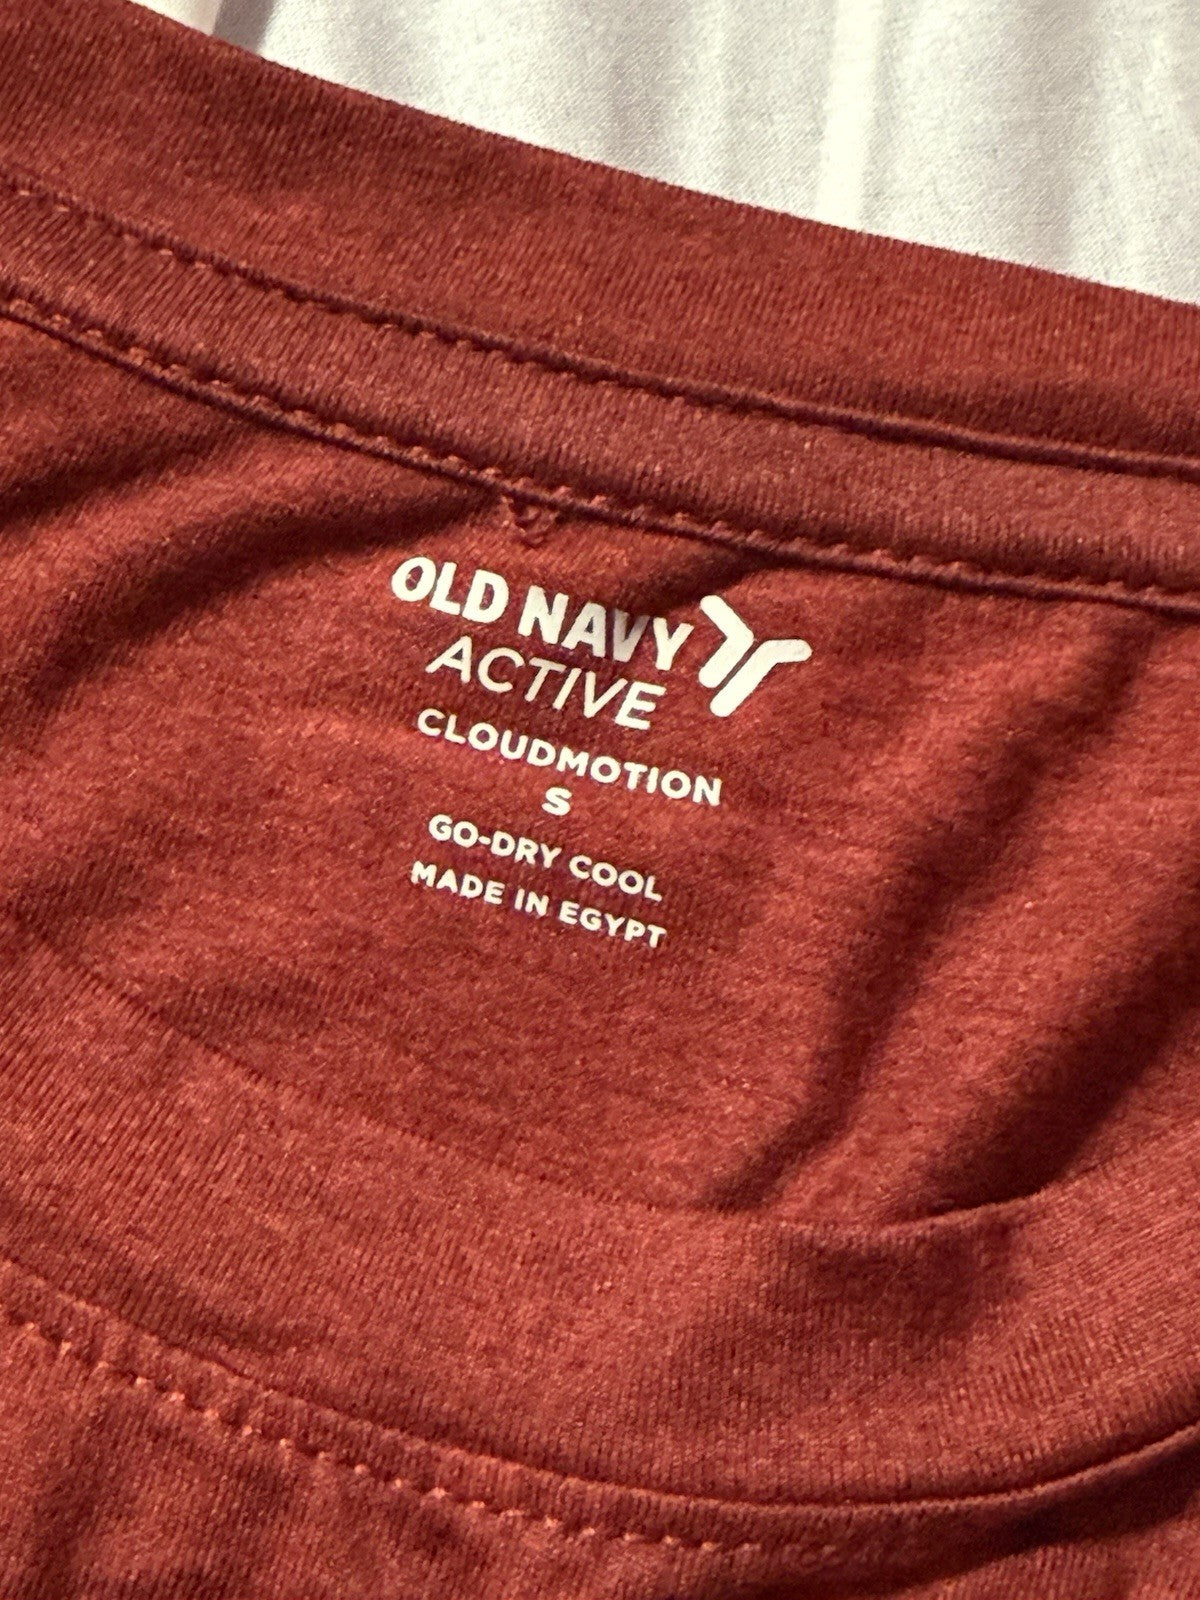 OLD NAVY
ACTIVE
CLOUDMOTION
S
GO-DRY COOL
MADE IN EGYPT